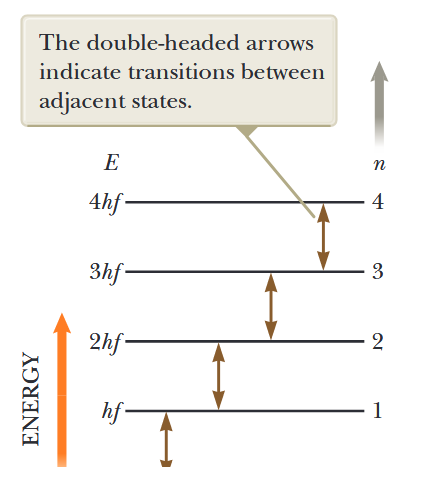 The double-headed arrows
indicate transitions between
adjacent states.
E n
4hf 4
3hf 3
2hf 2
hf 1
ENERGY